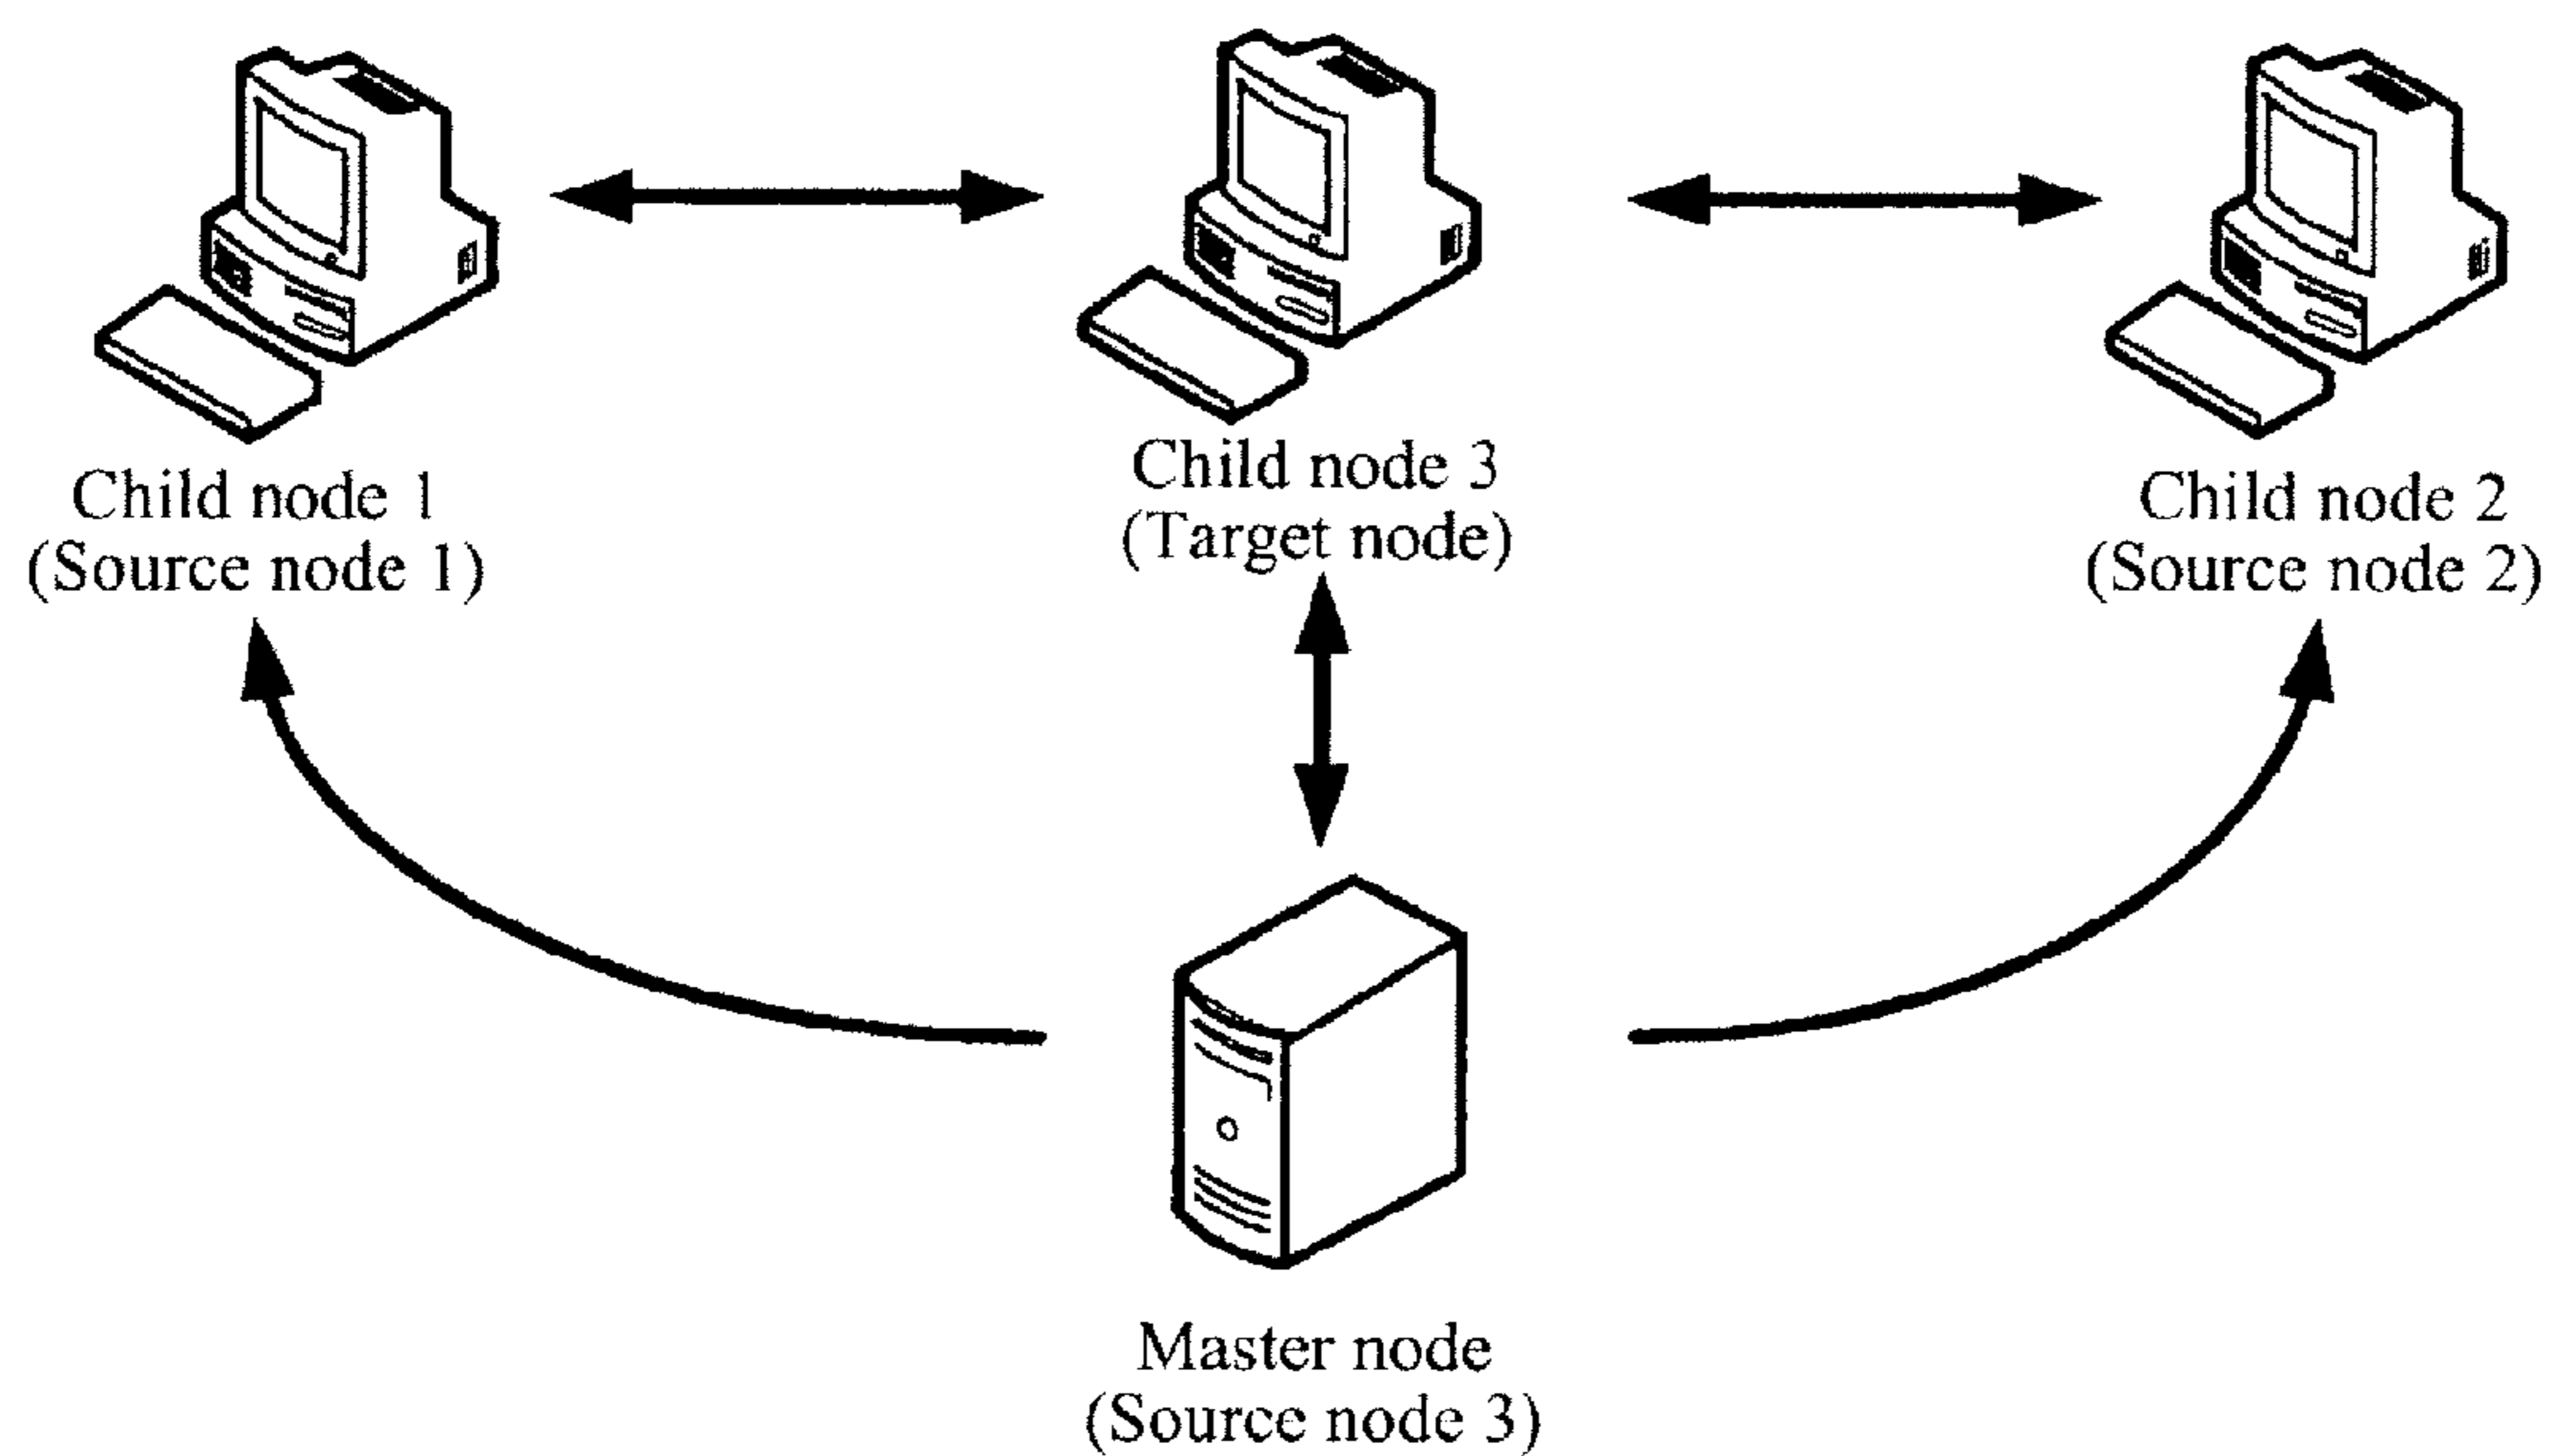 Child node 1
(Source node 1)
Child node 3
(Target node)
Child node 2
(Source node 2)
Master node
(Source node 3)